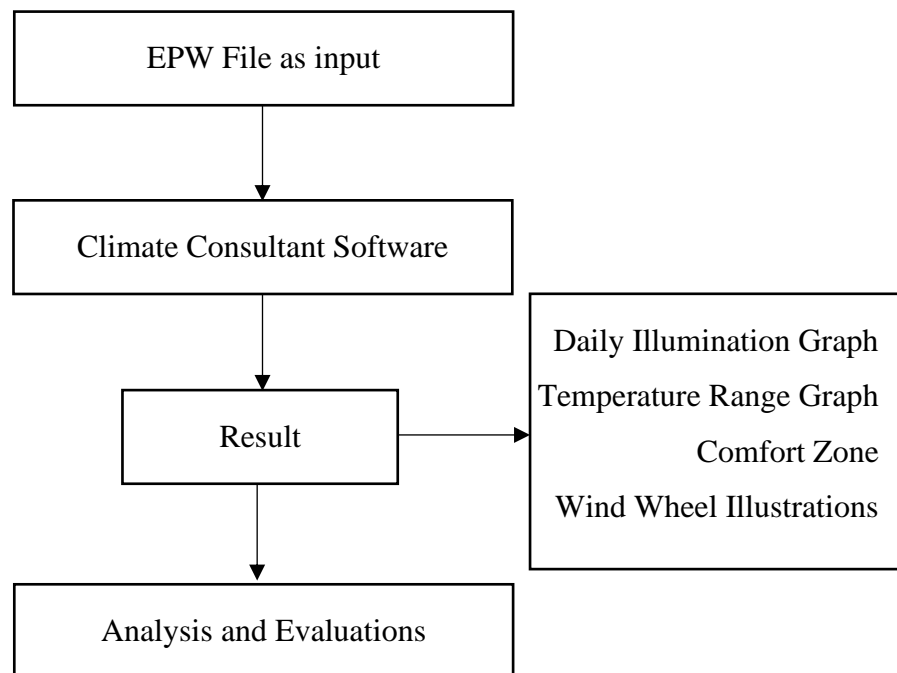 EPW File as input
Climate Consultant Software
Result
Daily Illumination Graph
Temperature Range Graph
Comfort Zone
Wind Wheel Illustrations
Analysis and Evaluations